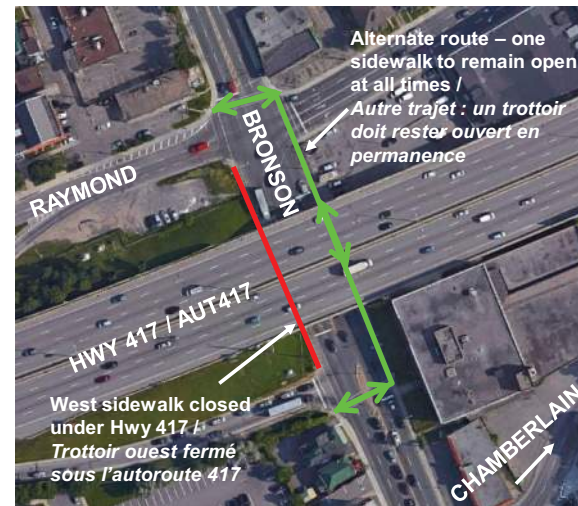 Alternate route – one
sidewalk to remain open
at all times /
Autre trajet : un trottoir
doit rester ouvert en
permanence
BRONSON
RAYMOND
HWY 417 / AUT417
West sidewalk closed
under Hwy 417 /
Trottoir ouest fermé
sous l'autoroute 417
CHAMBERLAIN